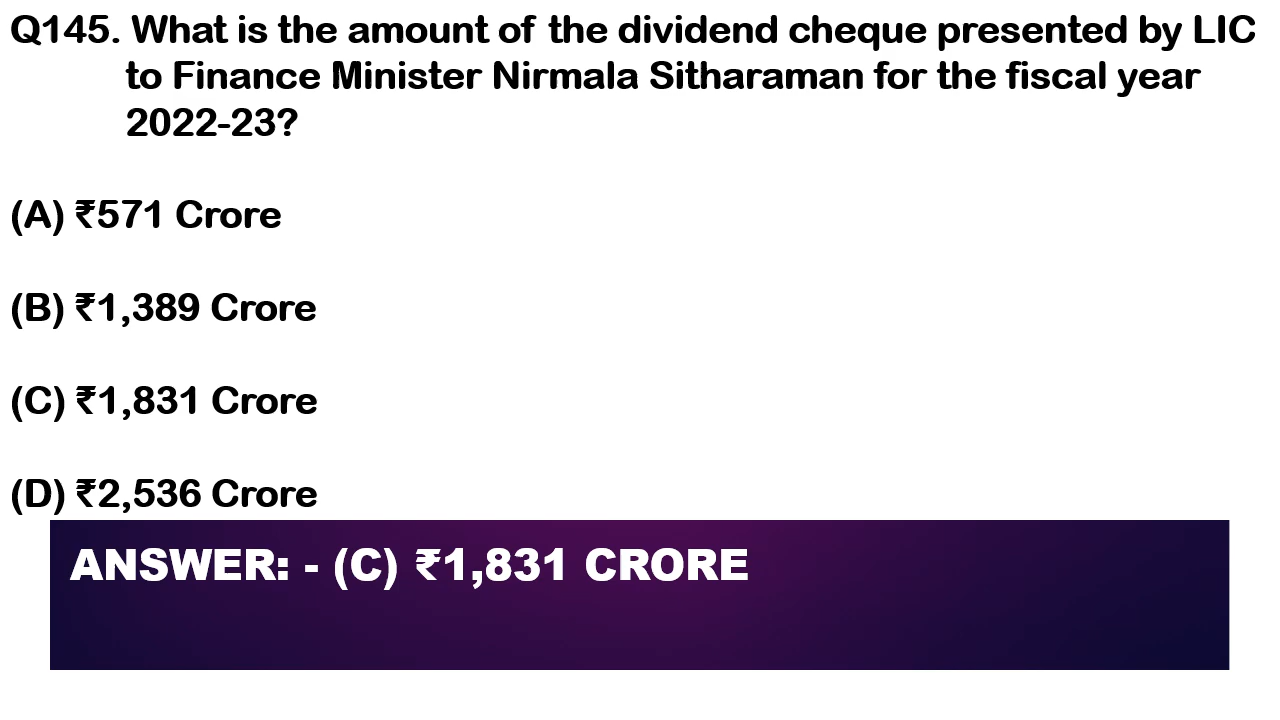 Q145. What is the amount of the dividend cheque presented by LIC
to Finance Minister Nirmala Sitharaman for the fiscal year
2022-23?
(A) ₹571 Crore
(B) ₹1,389 Crore
(C) ₹1,831 Crore
(D) ₹2,536 Crore
ANSWER: - (C) ₹1,831 CRORE